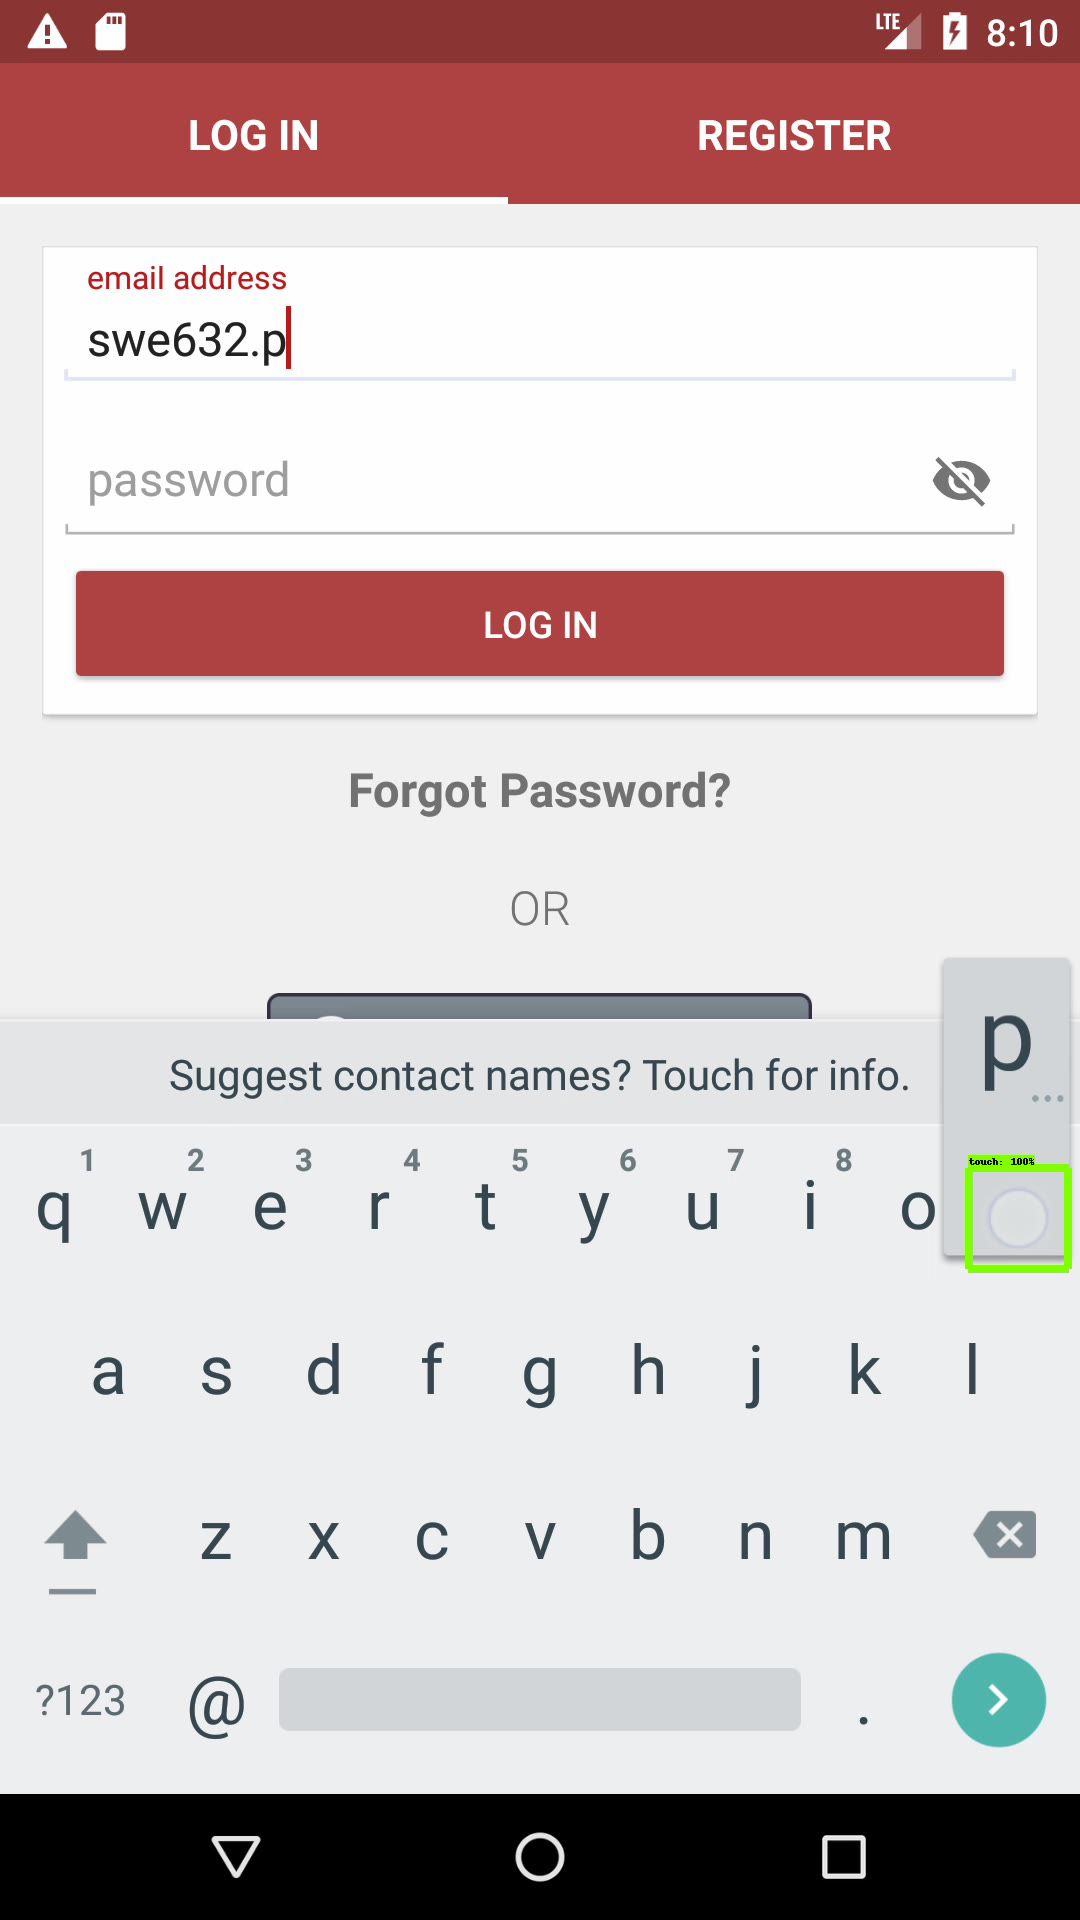 LTE 8:10
LOG IN REGISTER
email address
swe632.p
password
LOG IN
Forgot Password?
OR
p
Suggest contact names? Touch for info.
...
touch: 100%
1 2 3 4 5 6 7 8
q w e r t y u i o
a s d f g h j k l
z x c v b n m
?123 @ .